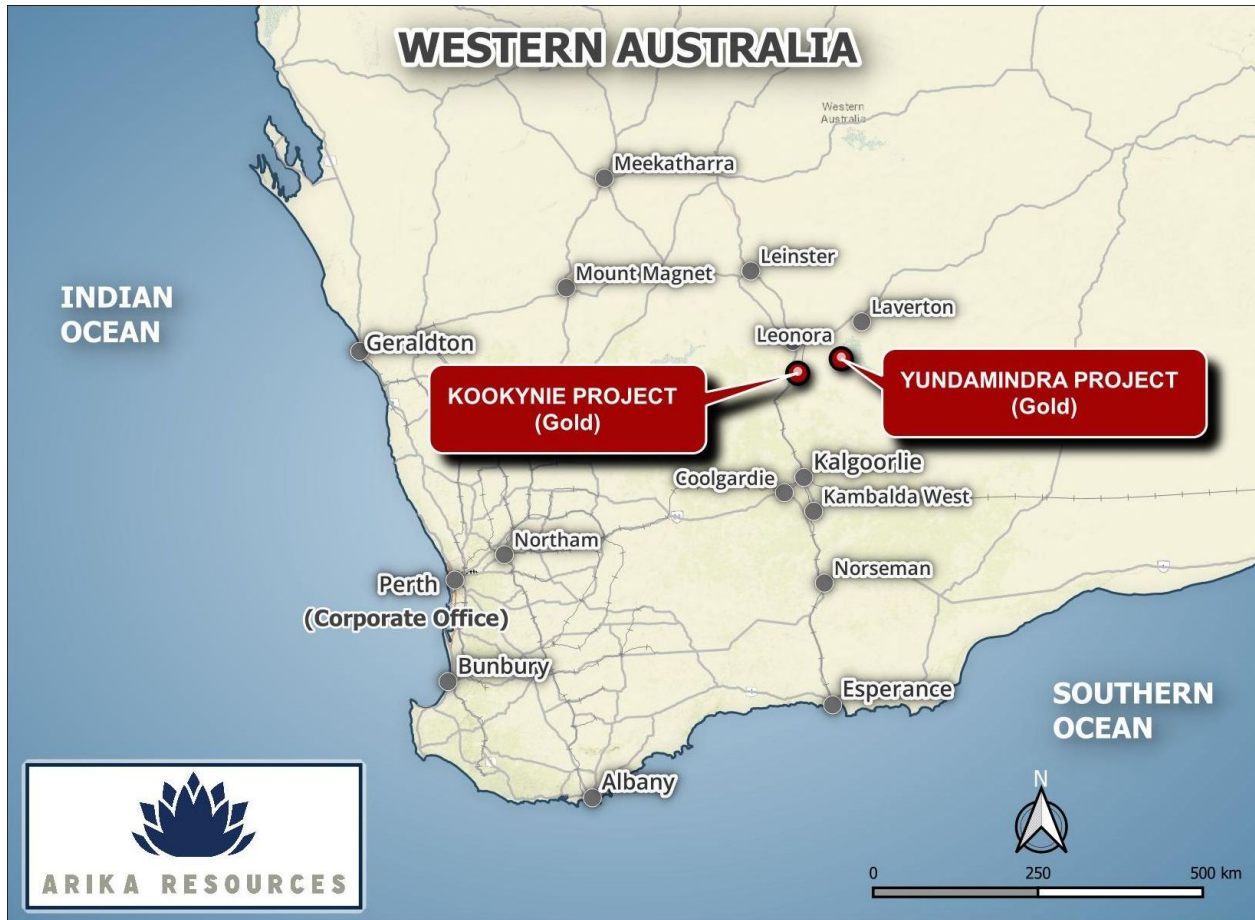 WESTERN AUSTRALIA
Western
Australia
Meekatharra
Leinster
Mount Magnet
INDIAN
OCEAN
Laverton
Leonora
Geraldton
KOOKYNIE PROJECT
(Gold)
YUNDAMINDRA PROJECT
(Gold)
Kalgoorlie
Coolgardie
Kambalda West
Northam
Perth
(Corporate Office)
Norseman
Bunbury
Esperance
SOUTHERN
OCEAN
Albany
N
0 250 500 km
ARIKA RESOURCES